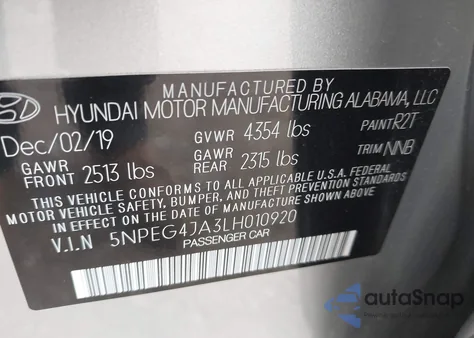 MANUFACTURED BY
HYUNDAI MOTOR MANUFACTURING ALABAMA, LLC
Dec/02/19 GVWR 4354 lbs PAINT R2T
GAWR FRONT 2513 lbs GAWR REAR 2315 lbs TRIM NNB
THIS VEHICLE CONFORMS TO ALL APPLICABLE U.S.A. FEDERAL
MOTOR VEHICLE SAFETY, BUMPER, AND THEFT PREVENTION
STANDARDS IN EFFECT ON THE DATE OF MANUFACTURE
SHOWN ABOVE.
V.I.N 5NPEG4JA3LH010920
PASSENGER CAR
autoSnap